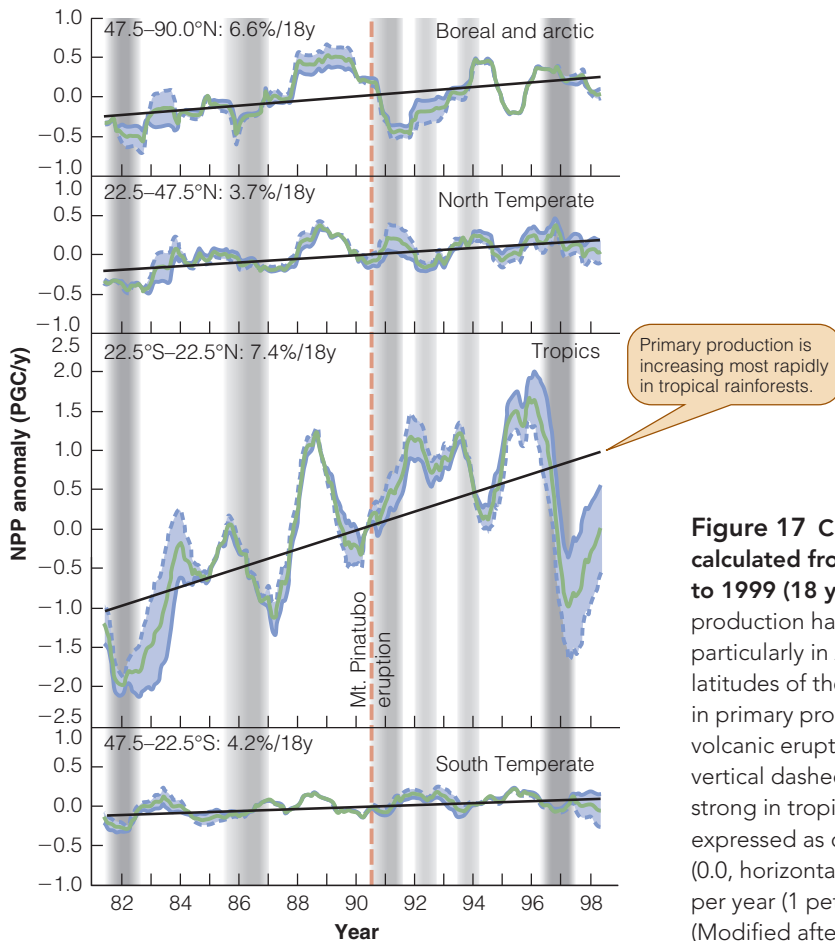 1.0
0.5
0.0
−0.5
−1.0
47.5–90.0°N: 6.6%/18y
Boreal and arctic
1.0
0.5
0.0
−0.5
−1.0
22.5–47.5°N: 3.7%/18y
North Temperate
2.5
2.0
1.5
1.0
0.5
0.0
−0.5
−1.0
−1.5
−2.0
−2.5
22.5°S–22.5°N: 7.4%/18y
Tropics
Mt. Pinatubo
eruption
1.0
0.5
0.0
−0.5
−1.0
47.5–22.5°S: 4.2%/18y
South Temperate
NPP anomaly (PGC/y)
82 84 86 88 90 92 94 96 98
Year
Primary production is
increasing most rapidly
in tropical rainforests.
Figure 17 C
calculated fro
to 1999 (18 y
production ha
particularly in
latitudes of the
in primary pro
volcanic erupt
vertical dashe
strong in tropi
expressed as
(0.0, horizonta
per year (1 pet
(Modified afte